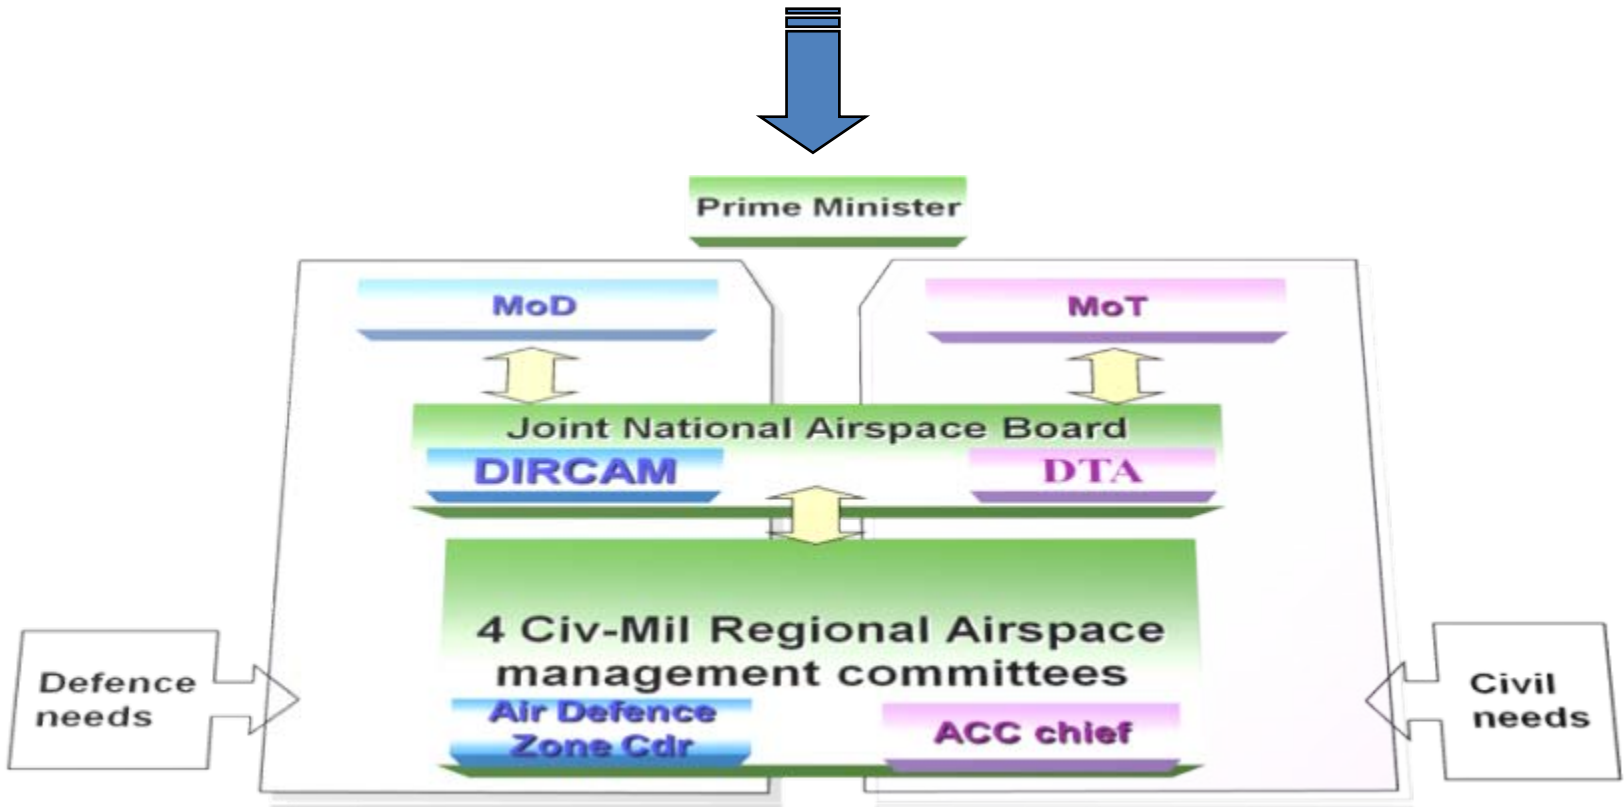 Prime Minister
MoD
MoT
Joint National Airspace Board
DIRCAM
DTA
4 Civ-Mil Regional Airspace
management committees
Defence
needs
Air Defence
Zone Cdr
ACC chief
Civil
needs